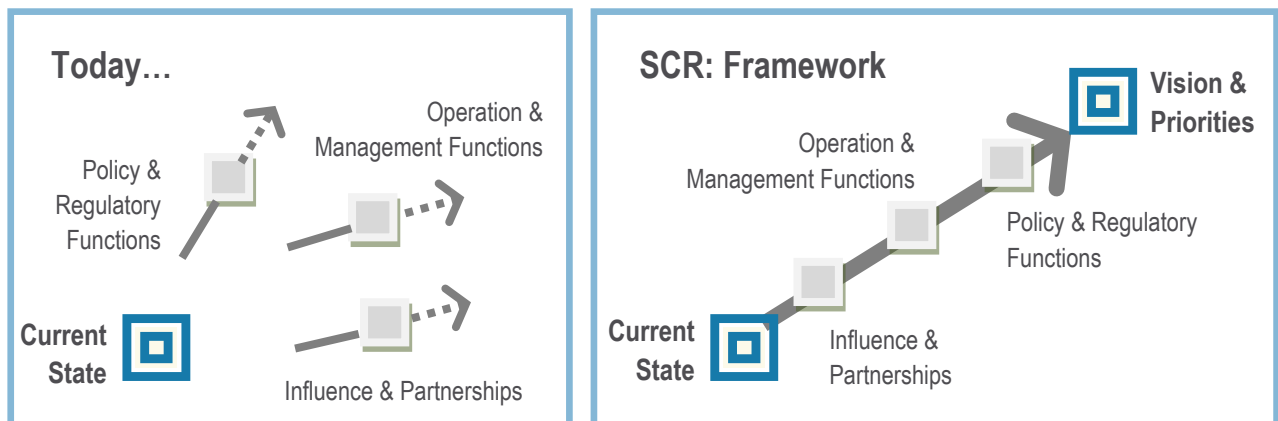 Today…
Operation &
Management Functions
Policy &
Regulatory
Functions
Current
State
Influence & Partnerships
SCR: Framework
Vision &
Priorities
Operation &
Management Functions
Policy & Regulatory
Functions
Current
State
Influence &
Partnerships